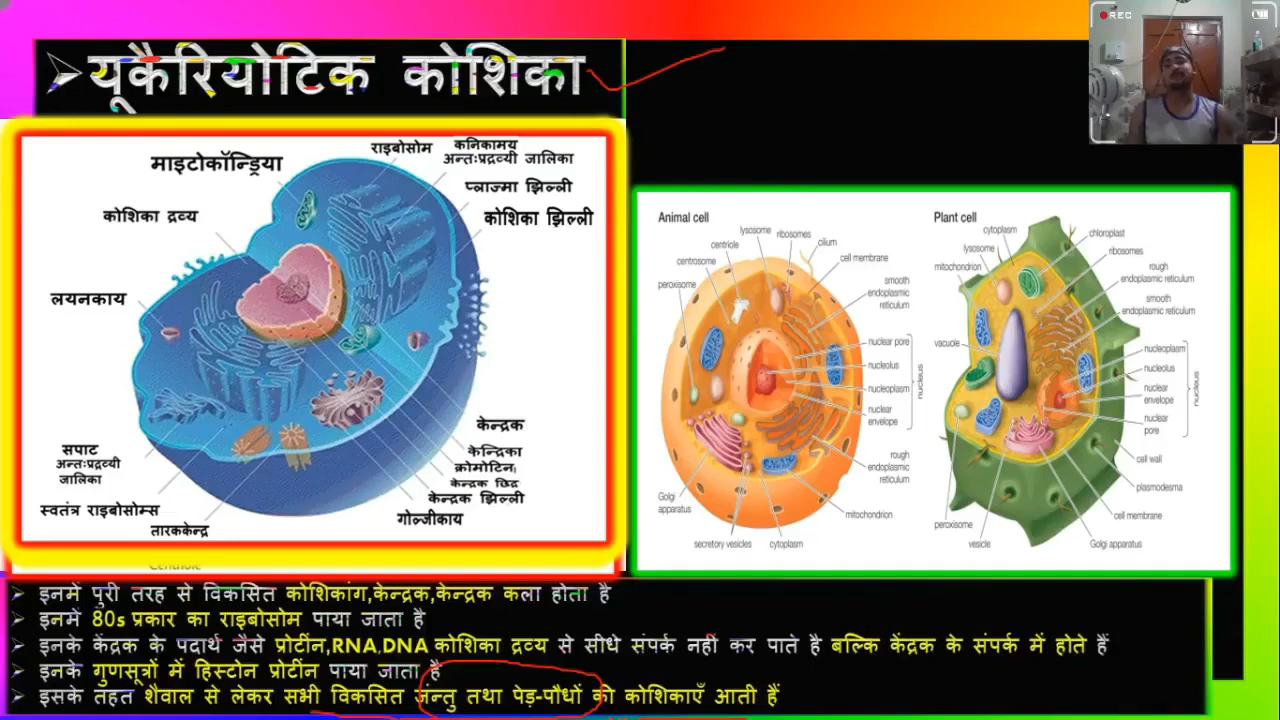 REC
यूकैरियोटिक कोशिका
माइटोकॉन्ड्रिया
राइबोसोम
कनिकामय
अन्तःप्रद्रव्यी जालिका
प्लाज्मा झिल्ली
कोशिका द्रव्य
कोशिका झिल्ली
लयनकाय
केन्द्रक
केन्द्रिका
क्रोमोटिन
केन्द्रक छिद्र
केन्द्रक झिल्ली
गोल्जीकाय
सपाट
अन्तःप्रद्रव्यी
जालिका
स्वतंत्र राइबोसोम्स
तारककेन्द्र
Animal cell
lysosome
ribosomes
centriole
cilium
centrosome
cell membrane
peroxisome
smooth
endoplasmic
reticulum
nuclear pore
nucleolus
nucleoplasm
nuclear
envelope
nucleus
rough
endoplasmic
reticulum
Golgi
apparatus
mitochondrion
secretory vesicles
cytoplasm
Plant cell
cytoplasm
chloroplast
lysosome
ribosomes
mitochondrion
rough
endoplasmic reticulum
smooth
endoplasmic reticulum
vacuole
nucleoplasm
nucleolus
nuclear
envelope
nuclear
pore
nucleus
cell wall
plasmodesma
cell membrane
peroxisome
vesicle
Golgi apparatus
इनमें पुरी तरह से विकसित कोशिकांग,केन्द्रक,केन्द्रक कला होता है
इनमें 80s प्रकार का राइबोसोम पाया जाता है
इनके केंद्रक के पदार्थ जैसे प्रोटीन,RNA,DNA कोशिका द्रव्य से सीधे संपर्क नहीं कर पाते है बल्कि केंद्रक के संपर्क में होते हैं
इनके गुणसूत्रों में हिस्टोन प्रोटीन पाया जाता है
इसके तहत शैवाल से लेकर सभी विकसित जंन्तु तथा पेड़-पौधों की कोशिकाएँ आती हैं